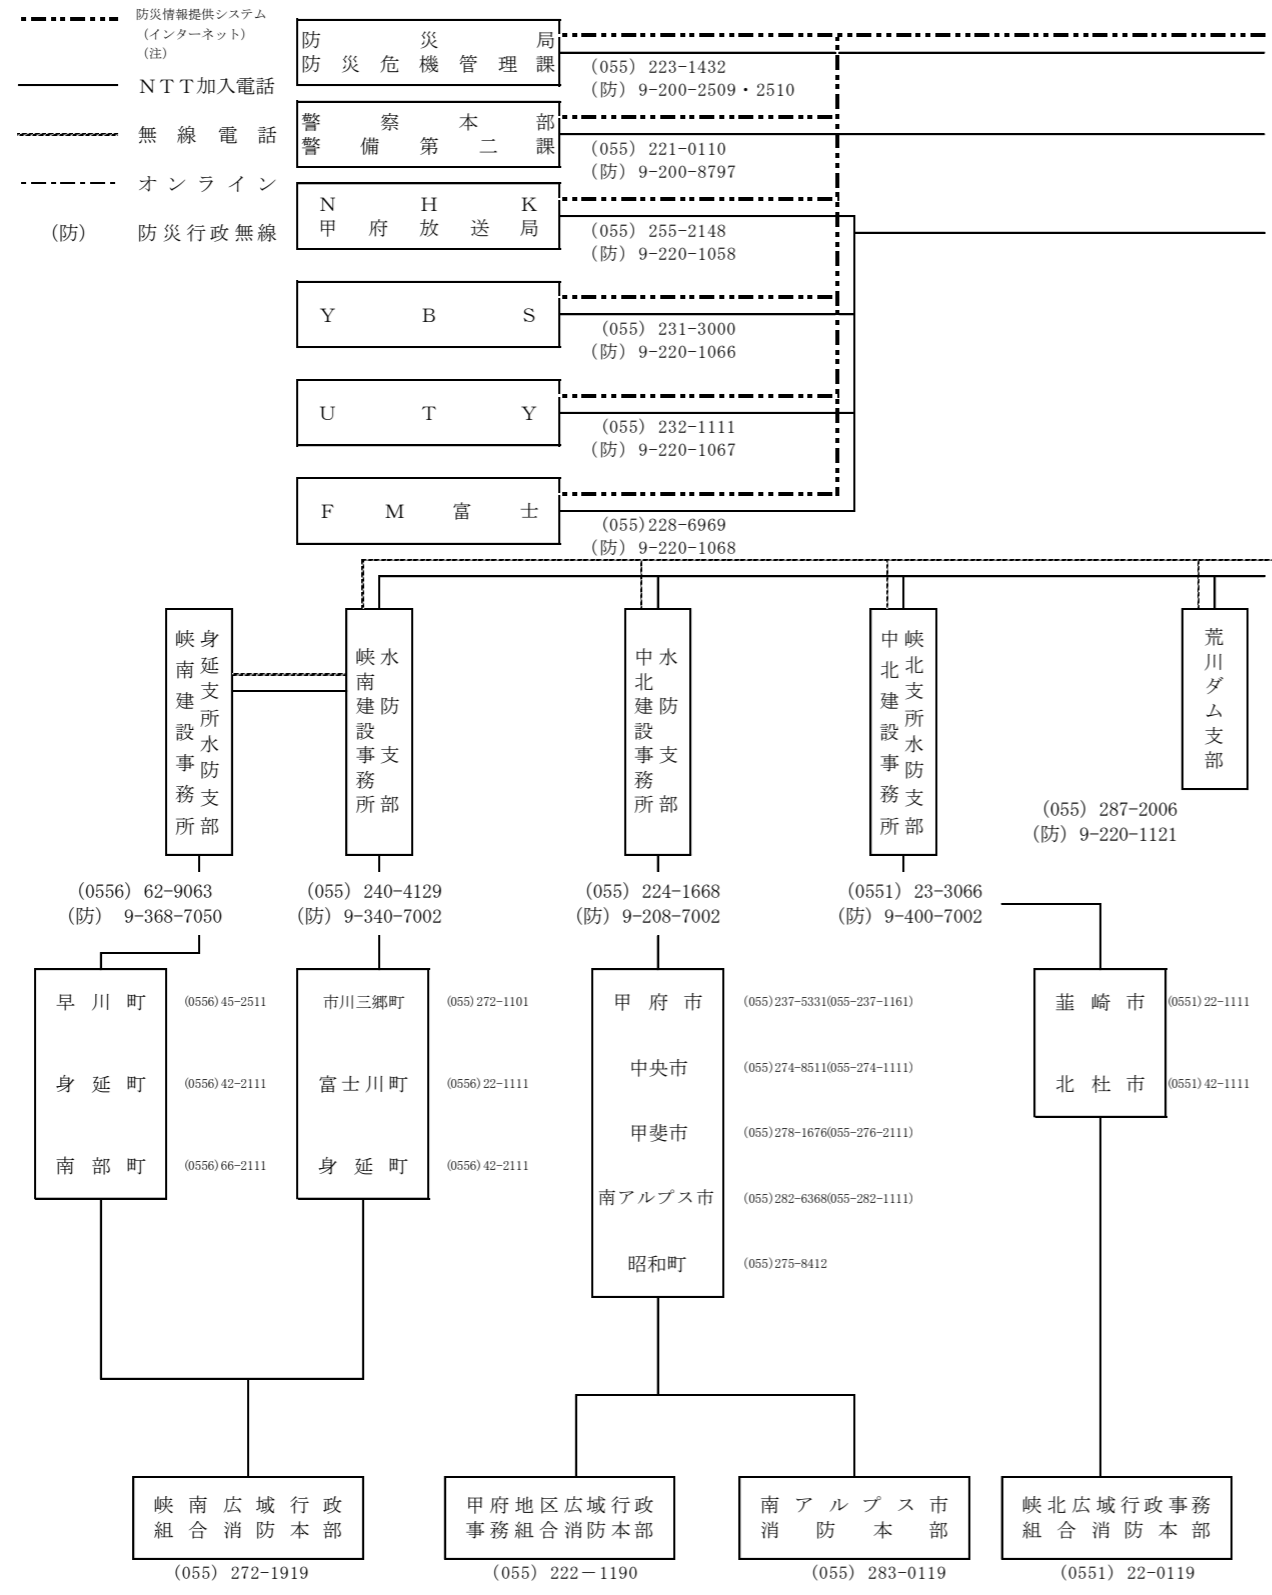 防災情報提供システム
（インターネット）
（注）
ＮＴＴ加入電話
無線電話
オンライン
(防) 防災行政無線
防災局
防災危機管理課
(055) 223-1432
(防) 9-200-2509・2510
警察本部
警備第二課
(055) 221-0110
(防) 9-200-8797
ＮＨＫ
甲府放送局
(055) 255-2148
(防) 9-220-1058
ＹＢＳ
(055) 231-3000
(防) 9-220-1066
ＵＴＹ
(055) 232-1111
(防) 9-220-1067
ＦＭ富士
(055)228-6969
(防) 9-220-1068
峡南建設事務所
身延支所水防支部
峡南建設事務所
水防支部
中北建設事務所
水防支部
中北建設事務所
峡北支所水防支部
荒川ダム支部
(055) 287-2006
(防) 9-220-1121
(0556) 62-9063
(防) 9-368-7050
(055) 240-4129
(防) 9-340-7002
(055) 224-1668
(防) 9-208-7002
(0551) 23-3066
(防) 9-400-7002
早川町 (0556)45-2511
身延町 (0556)42-2111
南部町 (0556)66-2111
市川三郷町 (055)272-1101
富士川町 (0556)22-1111
身延町 (0556)42-2111
甲府市 (055)237-5331(055-237-1161)
中央市 (055)274-8511(055-274-1111)
甲斐市 (055)278-1676(055-276-2111)
南アルプス市 (055)282-6368(055-282-1111)
昭和町 (055)275-8412
韮崎市 (0551)22-1111
北杜市 (0551)42-1111
峡南広域行政
組合消防本部
(055) 272-1919
甲府地区広域行政
事務組合消防本部
(055) 222－1190
南アルプス市
消防本部
(055) 283-0119
峡北広域行政事務
組合消防本部
(0551) 22-0119